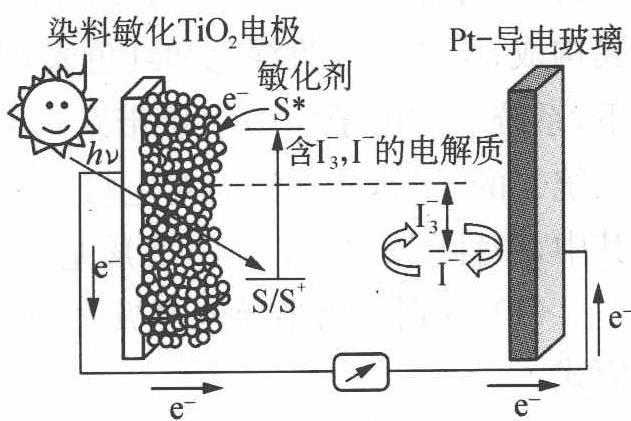 染料敏化TiO₂电极
Pt-导电玻璃
敏化剂
e⁻
S*
hν
含I₃⁻,I⁻的电解质
I₃⁻
I⁻
e⁻
S/S⁺
e⁻
e⁻
e⁻